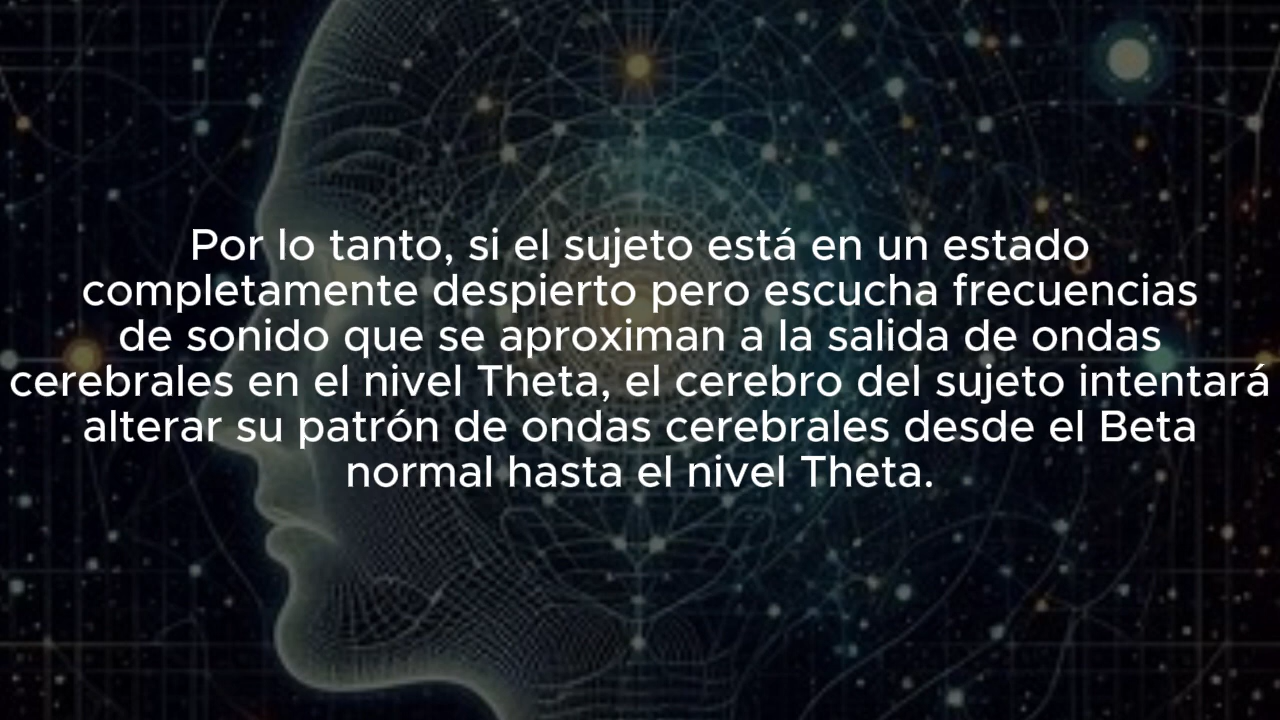 Por lo tanto, si el sujeto está en un estado
completamente despierto pero escucha frecuencias
de sonido que se aproximan a la salida de ondas
cerebrales en el nivel Theta, el cerebro del sujeto intentará
alterar su patrón de ondas cerebrales desde el Beta
normal hasta el nivel Theta.